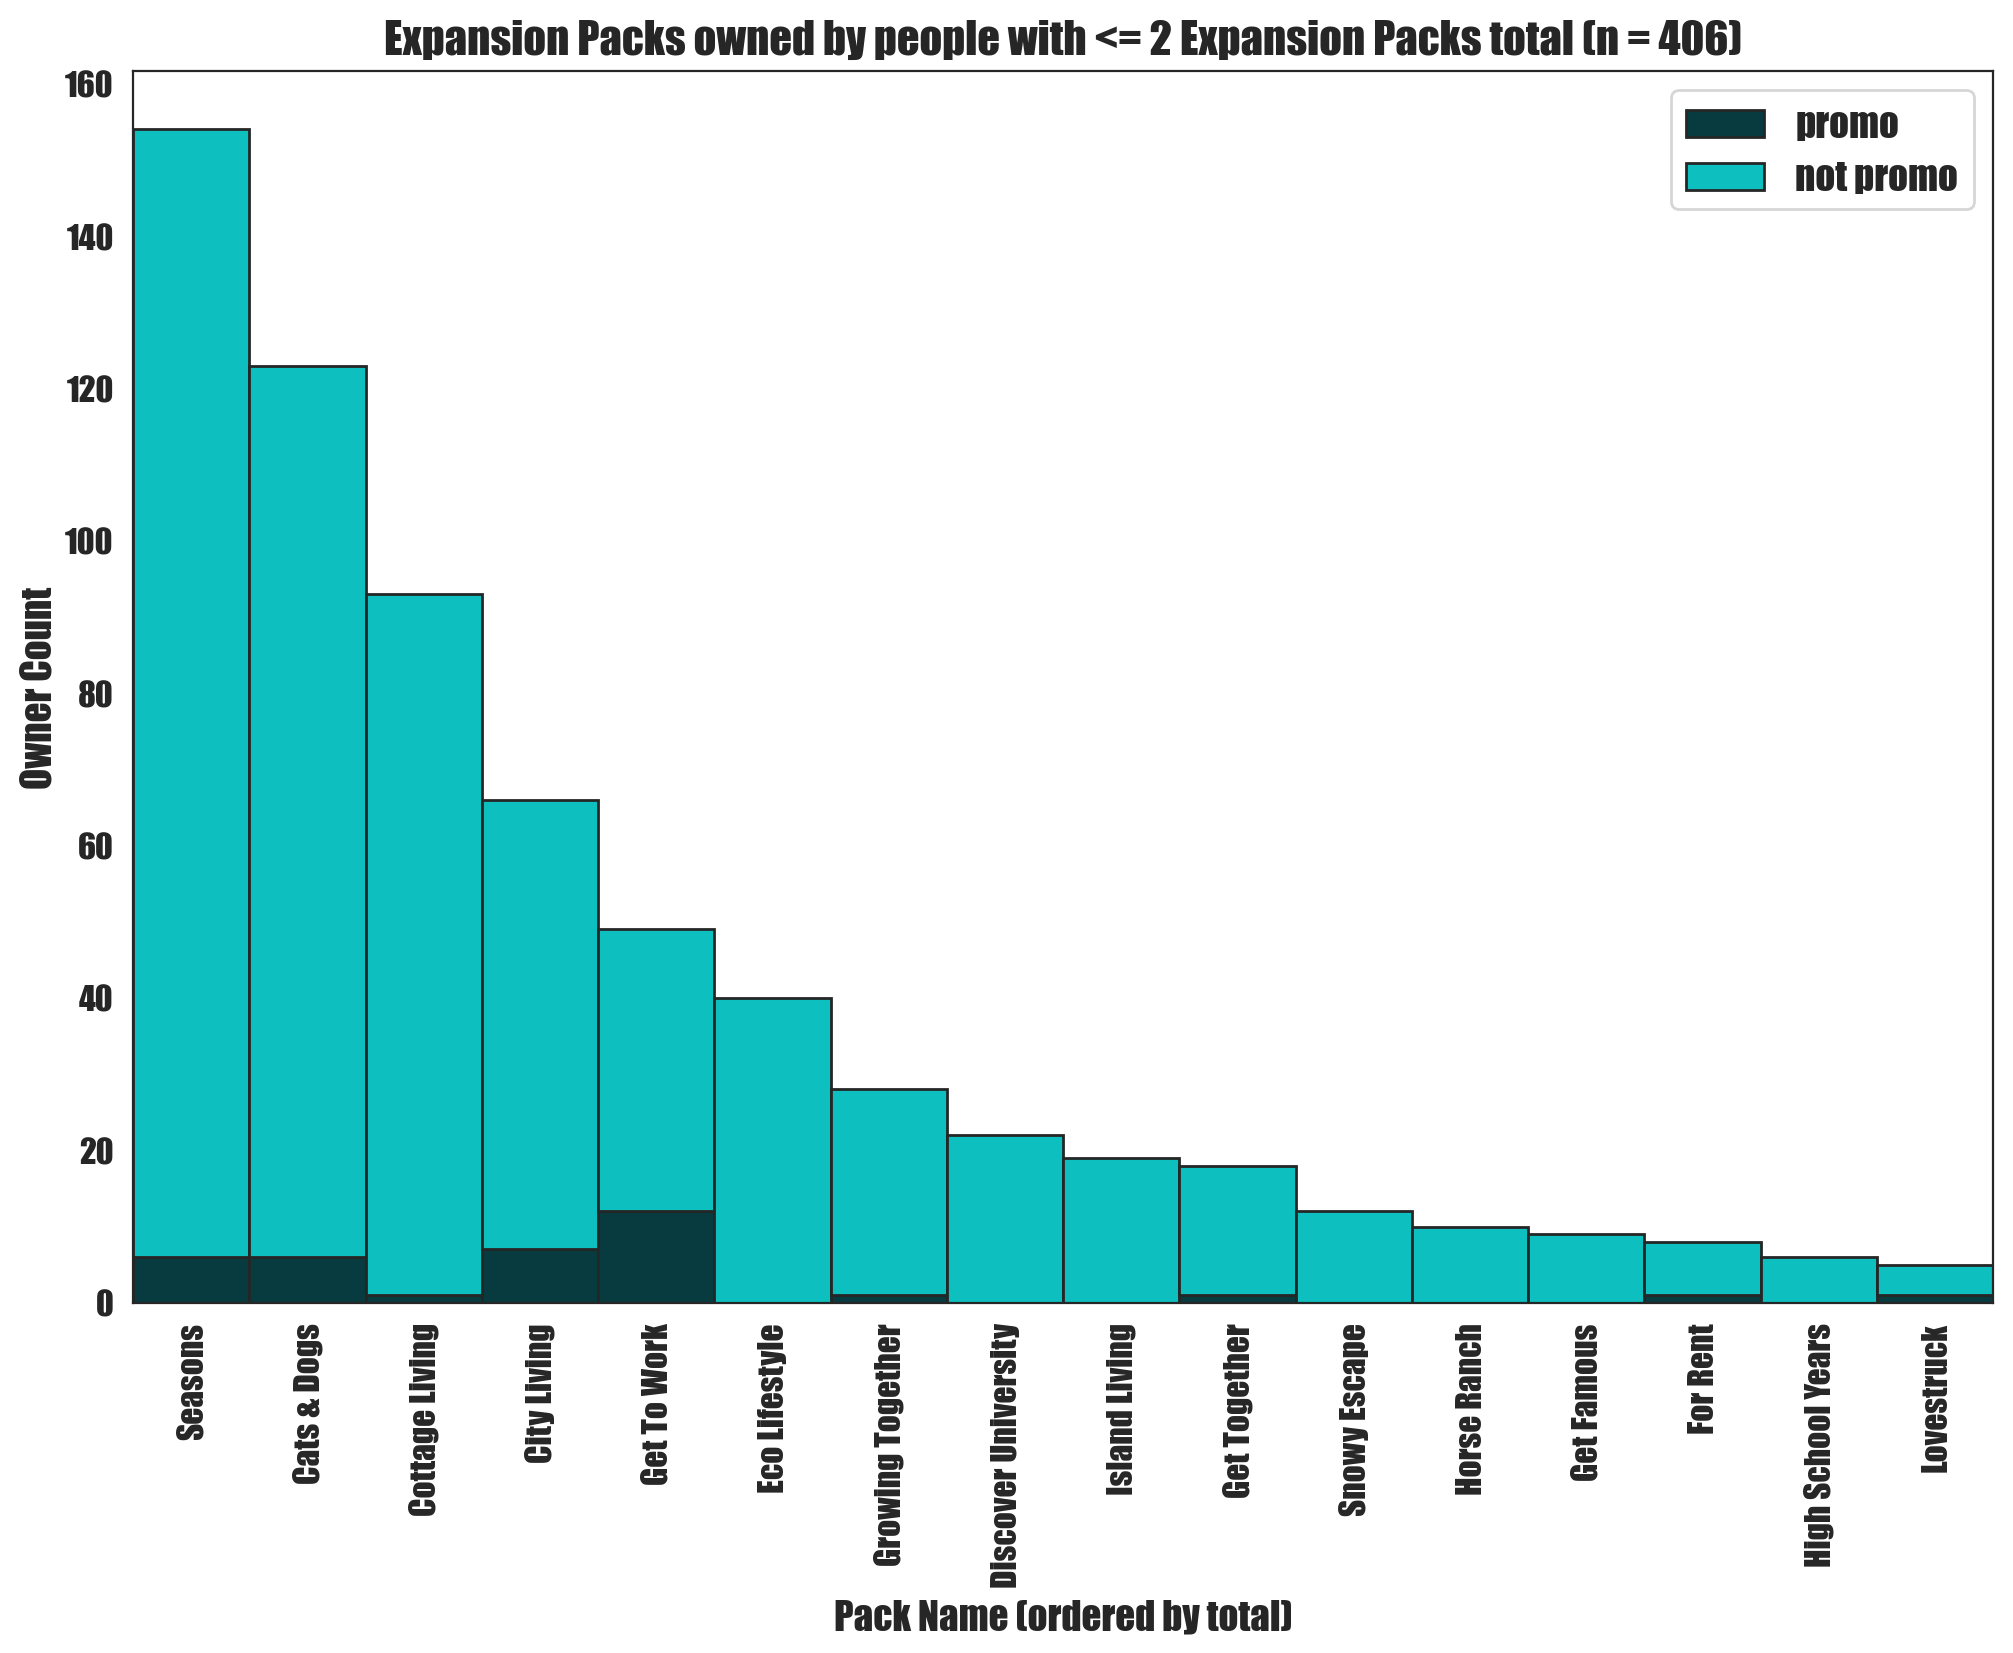 Expansion Packs owned by people with <= 2 Expansion Packs total (n = 406)
promo
not promo
Owner Count
160
140
120
100
80
60
40
20
0
Seasons
Cats & Dogs
Cottage Living
City Living
Get To Work
Eco Lifestyle
Growing Together
Discover University
Island Living
Get Together
Snowy Escape
Horse Ranch
Get Famous
For Rent
High School Years
Lovestruck
Pack Name (ordered by total)